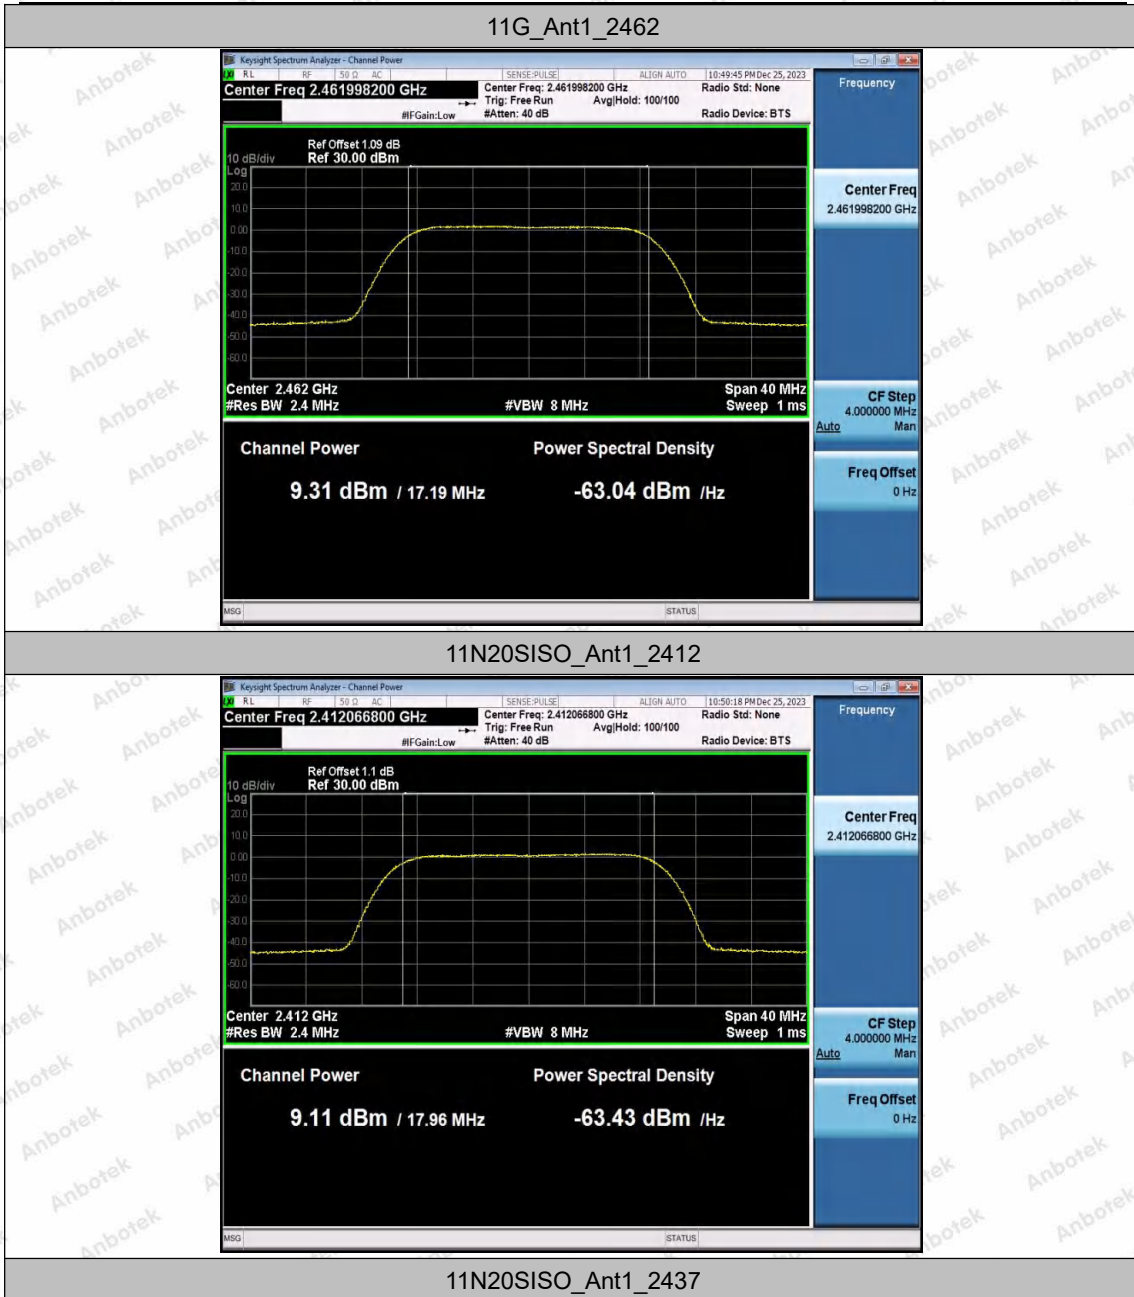 11G_Ant1_2462
Keysight Spectrum Analyzer - Channel Power
RL RF 50 Ω AC SENSE:PULSE ALIGN AUTO 10:49:45 PM Dec 25, 2023
Center Freq 2.461998200 GHz Center Freq: 2.461998200 GHz Radio Std: None
Trig: Free Run Avg|Hold: 100/100
#IFGain:Low #Atten: 40 dB Radio Device: BTS
Frequency
Ref Offset 1.09 dB
10 dB/div Ref 30.00 dBm
Log
20.0
10.0
0.00
-10.0
-20.0
-30.0
-40.0
-50.0
-60.0
Center 2.462 GHz Span 40 MHz
#Res BW 2.4 MHz #VBW 8 MHz Sweep 1 ms
Channel Power Power Spectral Density
9.31 dBm / 17.19 MHz -63.04 dBm /Hz
Center Freq
2.461998200 GHz
CF Step
4.000000 MHz
Auto Man
Freq Offset
0 Hz
MSG STATUS
11N20SISO_Ant1_2412
Keysight Spectrum Analyzer - Channel Power
RL RF 50 Ω AC SENSE:PULSE ALIGN AUTO 10:50:18 PM Dec 25, 2023
Center Freq 2.412066800 GHz Center Freq: 2.412066800 GHz Radio Std: None
Trig: Free Run Avg|Hold: 100/100
#IFGain:Low #Atten: 40 dB Radio Device: BTS
Frequency
Ref Offset 1.1 dB
10 dB/div Ref 30.00 dBm
Log
20.0
10.0
0.00
-10.0
-20.0
-30.0
-40.0
-50.0
-60.0
Center 2.412 GHz Span 40 MHz
#Res BW 2.4 MHz #VBW 8 MHz Sweep 1 ms
Channel Power Power Spectral Density
9.11 dBm / 17.96 MHz -63.43 dBm /Hz
Center Freq
2.412066800 GHz
CF Step
4.000000 MHz
Auto Man
Freq Offset
0 Hz
MSG STATUS
11N20SISO_Ant1_2437
Anbotek